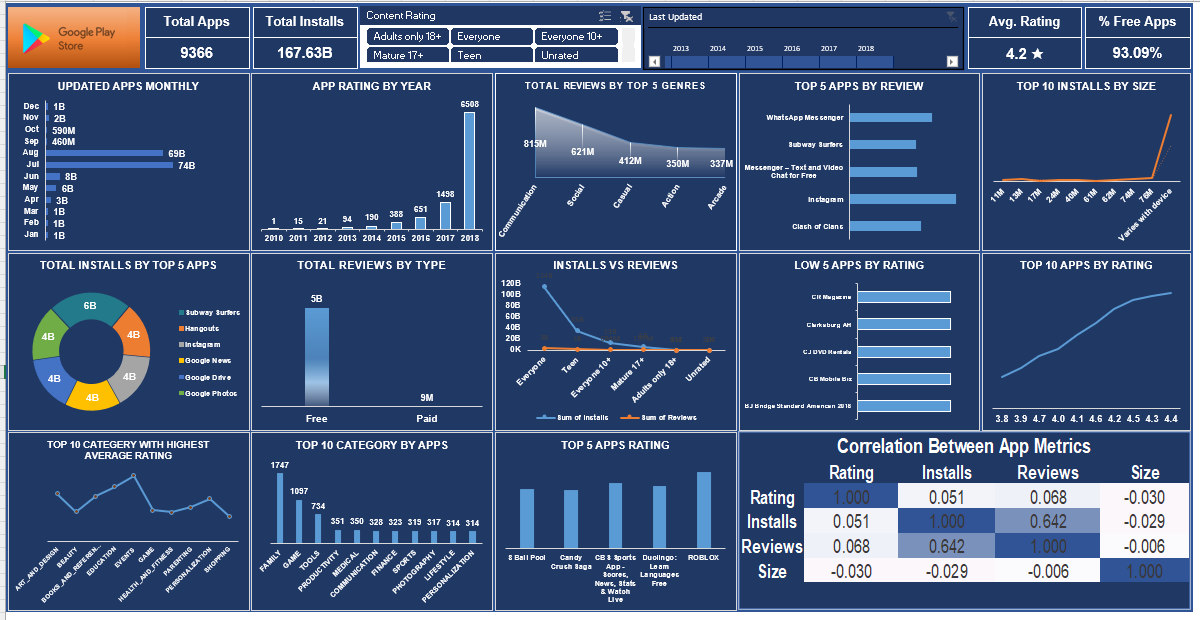 Google Play
Store
Total Apps
9366
Total Installs
167.63B
Content Rating
Adults only 18+
Everyone
Everyone 10+
Mature 17+
Teen
Unrated
Last Updated
2013 2014 2015 2016 2017 2018
Avg. Rating
4.2 ★
% Free Apps
93.09%
UPDATED APPS MONTHLY
Dec 1B
Nov 2B
Oct 590M
Sep 460M
Aug 69B
Jul 74B
Jun 8B
May 6B
Apr 3B
Mar 1B
Feb 1B
Jan 1B
APP RATING BY YEAR
1 15 21 94 190 388 651 1498 6508
2010 2011 2012 2013 2014 2015 2016 2017 2018
TOTAL REVIEWS BY TOP 5 GENRES
815M 621M 412M 350M 337M
Communication Social Casual Action Arcade
TOP 5 APPS BY REVIEW
WhatsApp Messenger
Subway Surfers
Messenger – Text and Video
Chat for Free
Instagram
Clash of Clans
TOP 10 INSTALLS BY SIZE
11M 13M 17M 24M 40M 61M 62M 74M 76M Varies with device
TOTAL INSTALLS BY TOP 5 APPS
6B
4B
4B
4B
4B
4B
Subway Surfers
Hangouts
Instagram
Google News
Google Drive
Google Photos
TOTAL REVIEWS BY TYPE
5B
9M
Free Paid
INSTALLS VS REVIEWS
120B
100B
80B
60B
40B
20B
0K
Everyone Teen Everyone 10+ Mature 17+ Adults only 18+ Unrated
Sum of Installs Sum of Reviews
LOW 5 APPS BY RATING
CR Magazine
Clarksburg AH
CJ DVD Rentals
CB Mobile Biz
BJ Bridge Standard American 2018
TOP 10 APPS BY RATING
3.8 3.9 4.7 4.0 4.1 4.6 4.2 4.5 4.3 4.4
TOP 10 CATEGERY WITH HIGHEST
AVERAGE RATING
ART_AND_DESIGN BEAUTY BOOKS_AND_REFEREN... EDUCATION EVENTS GAME HEALTH_AND_FITNESS PARENTING PERSONALIZATION SHOPPING
TOP 10 CATEGORY BY APPS
1747 1097 734 351 350 328 323 319 317 314 314
FAMILY GAME TOOLS PRODUCTIVITY MEDICAL COMMUNICATION FINANCE SPORTS PHOTOGRAPHY LIFESTYLE PERSONALIZATION
TOP 5 APPS RATING
8 Ball Pool
Candy
Crush Saga
CBS Sports
App -
Scores,
News, Stats
& Watch
Live
Duolingo:
Learn
Languages
Free
ROBLOX
Correlation Between App Metrics
Rating Installs Reviews Size
Rating 1.000 0.051 0.068 -0.030
Installs 0.051 1.000 0.642 -0.029
Reviews 0.068 0.642 1.000 -0.006
Size -0.030 -0.029 -0.006 1.000